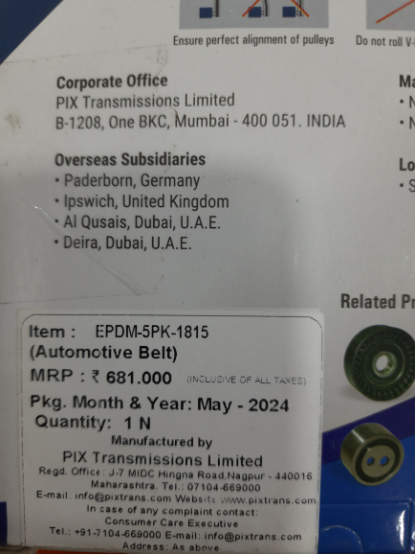 Ensure perfect alignment of pulleys
Do not roll V-
Corporate Office
PIX Transmissions Limited
B-1208, One BKC, Mumbai - 400 051. INDIA
Ma
• N
• N
Overseas Subsidiaries
• Paderborn, Germany
• Ipswich, United Kingdom
• Al Qusais, Dubai, U.A.E.
• Deira, Dubai, U.A.E.
Lo
• S
Related Pr
Item : EPDM-5PK-1815
(Automotive Belt)
MRP : ₹ 681.000 (INCLUSIVE OF ALL TAXES)
Pkg. Month & Year: May - 2024
Quantity: 1 N
Manufactured by
PIX Transmissions Limited
Regd. Office: J-7 MIDC Hingna Road,Nagpur - 440016
Maharashtra. Tel.: 07104-669000
E-mail: info@pixtrans.com Website :www.pixtrans.com
In case of any complaint contact:
Consumer Care Executive
Tel.: +91-7104-669000 E-mail: info@pixtrans.com
Address: As above